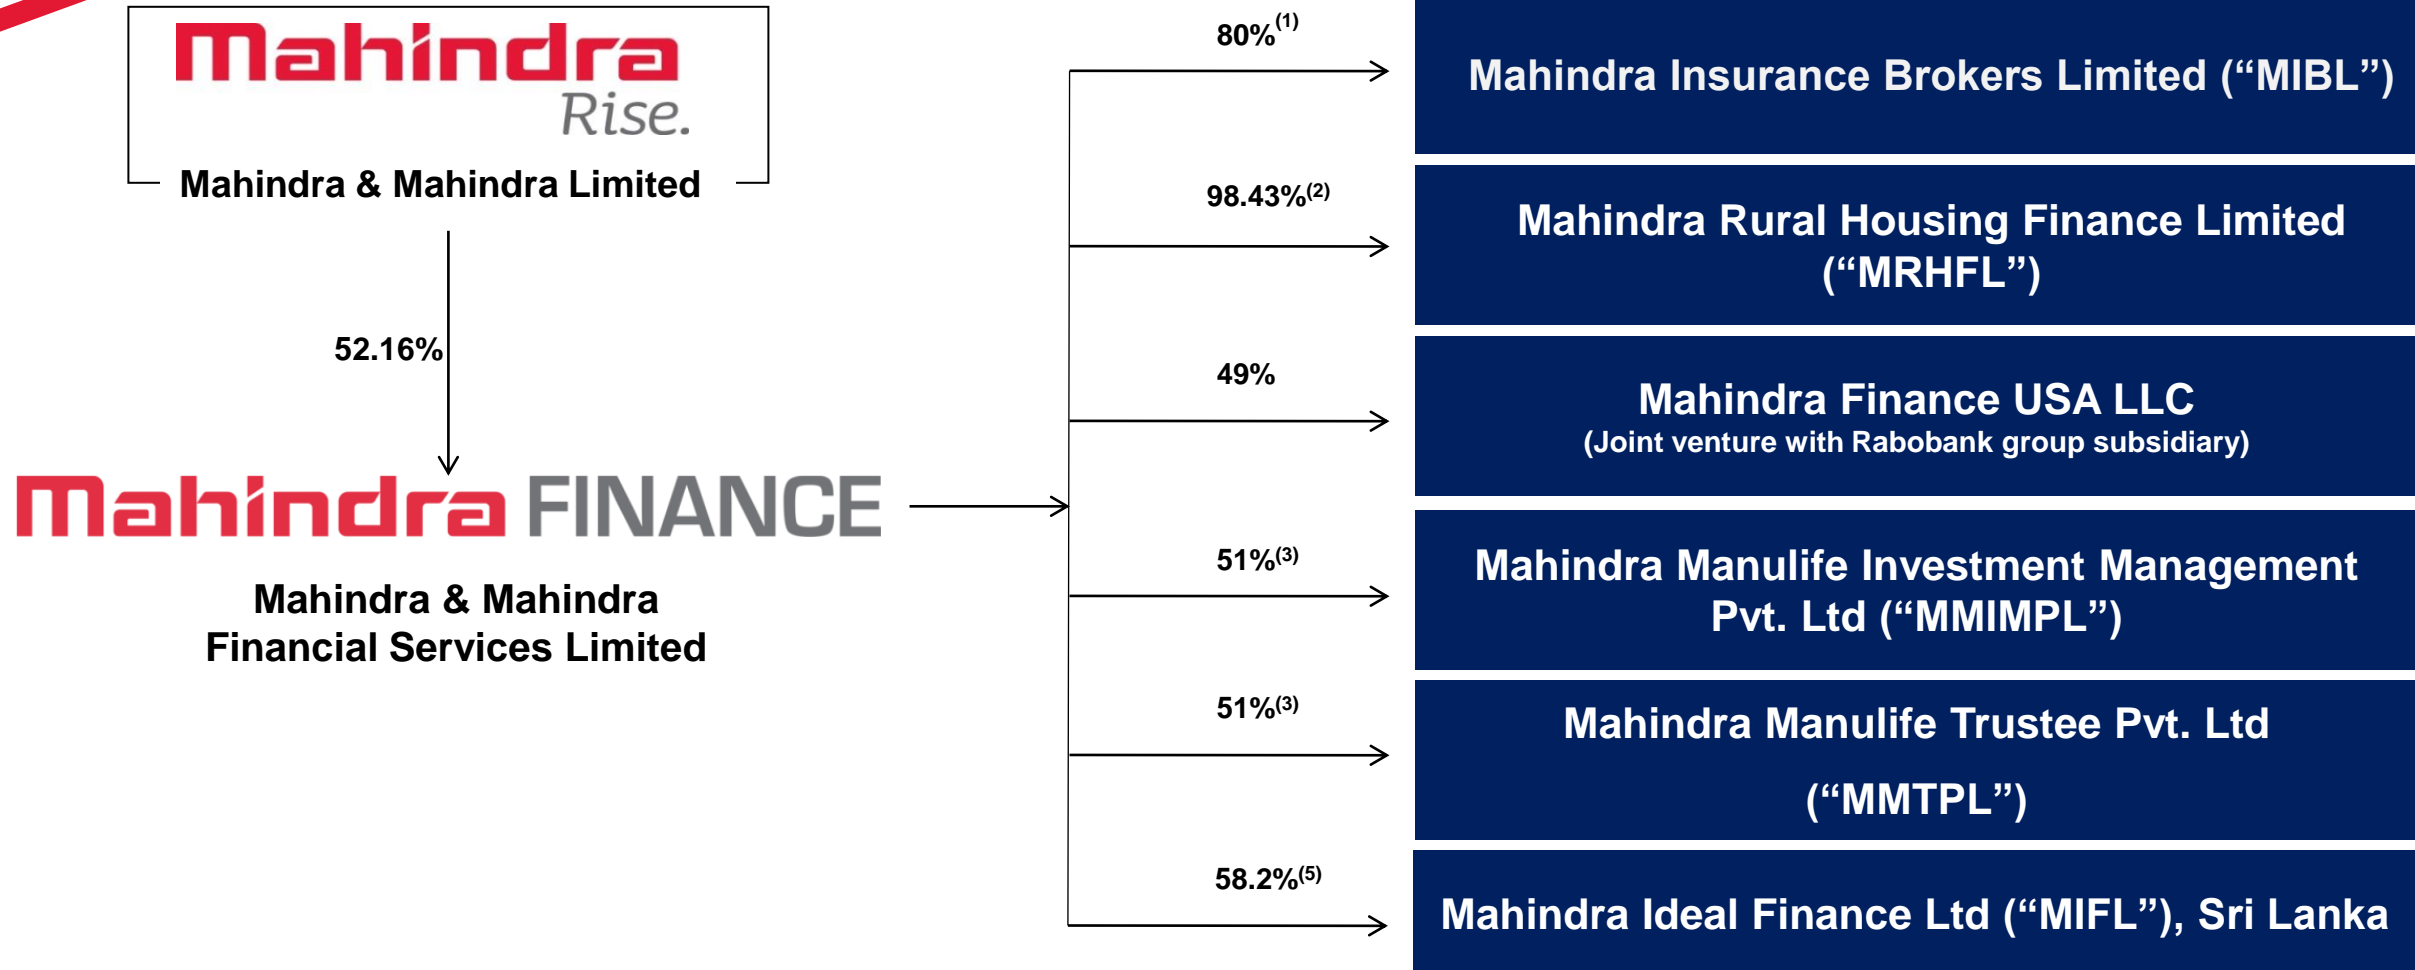 Mahindra
Rise.
Mahindra & Mahindra Limited
52.16%
Mahindra FINANCE
Mahindra & Mahindra
Financial Services Limited
80%(1)
Mahindra Insurance Brokers Limited (“MIBL”)
98.43%(2)
Mahindra Rural Housing Finance Limited
(“MRHFL”)
49%
Mahindra Finance USA LLC
(Joint venture with Rabobank group subsidiary)
51%(3)
Mahindra Manulife Investment Management
Pvt. Ltd (“MMIMPL”)
51%(3)
Mahindra Manulife Trustee Pvt. Ltd
(“MMTPL”)
58.2%(5)
Mahindra Ideal Finance Ltd (“MIFL”), Sri Lanka